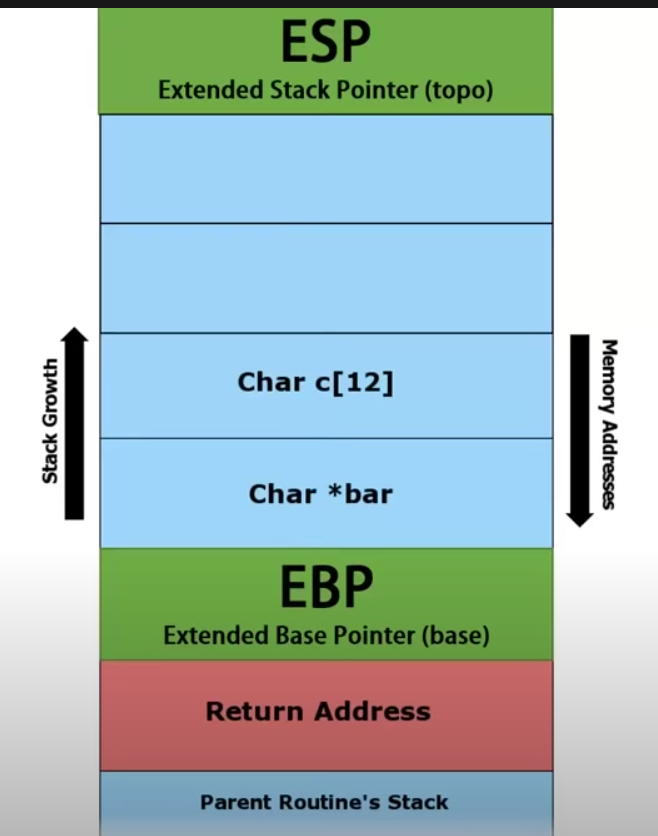 ESP
Extended Stack Pointer (topo)
Stack Growth
Memory Addresses
Char c[12]
Char *bar
EBP
Extended Base Pointer (base)
Return Address
Parent Routine's Stack